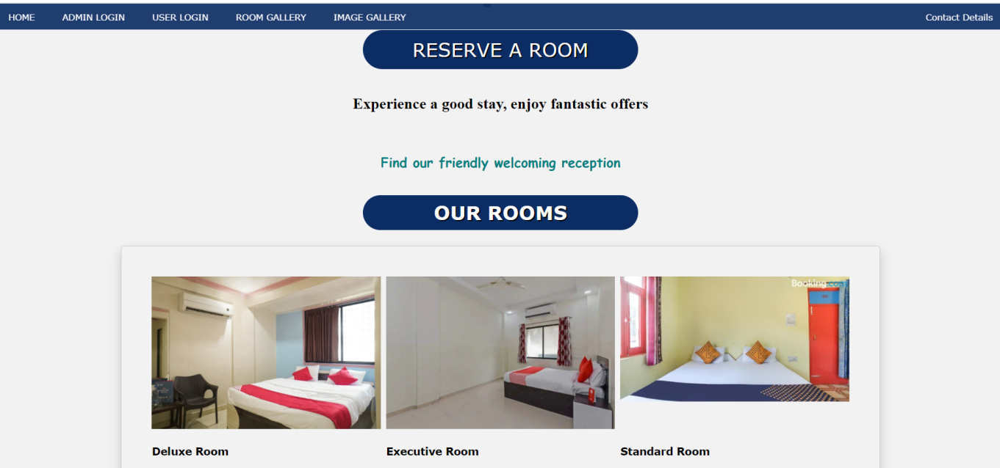 HOME ADMIN LOGIN USER LOGIN ROOM GALLERY IMAGE GALLERY Contact Details
RESERVE A ROOM
Experience a good stay, enjoy fantastic offers
Find our friendly welcoming reception
OUR ROOMS
Booking.com
Deluxe Room Executive Room Standard Room